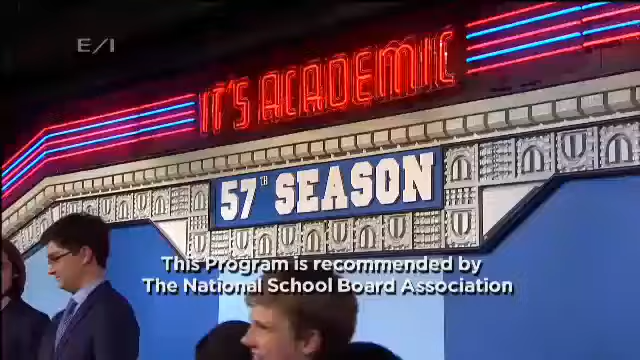 E/I
IT'S ACADEMIC
57TH SEASON
This Program is recommended by
The National School Board Association